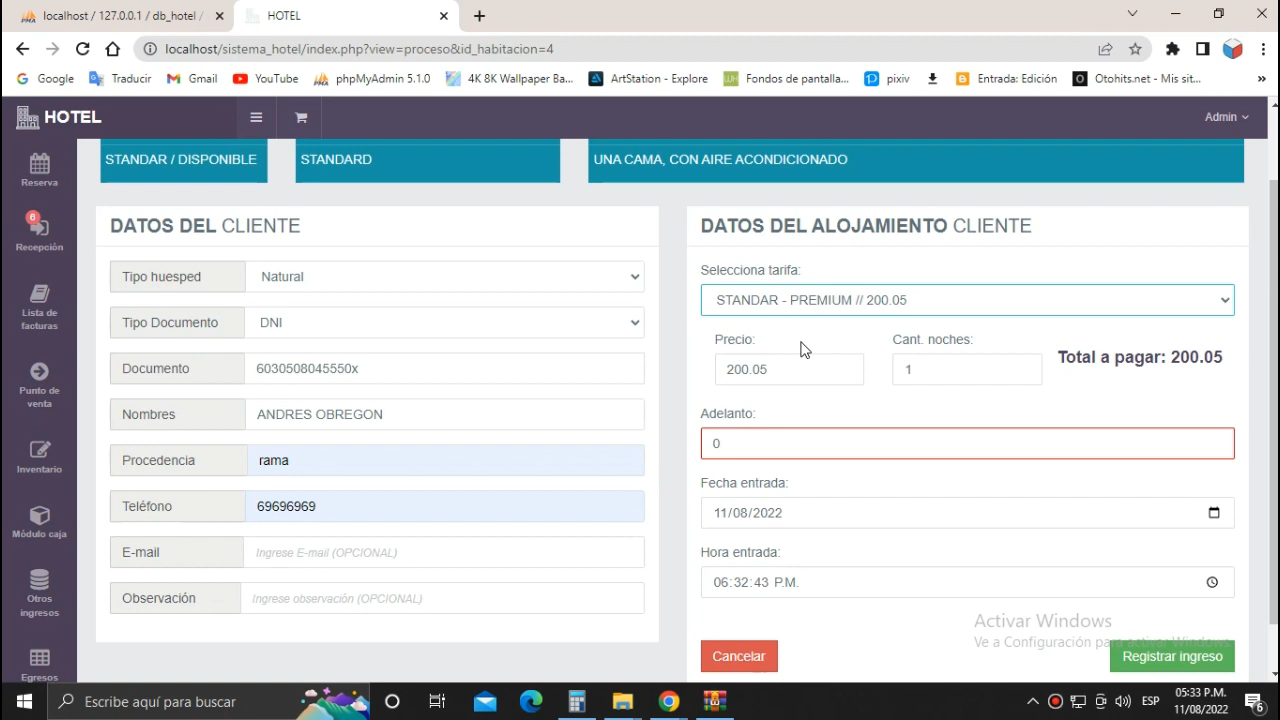 localhost / 127.0.0.1 / db_hotel /
HOTEL
localhost/sistema_hotel/index.php?view=proceso&id_habitacion=4
Google
Traducir
Gmail
YouTube
phpMyAdmin 5.1.0
4K 8K Wallpaper Ba...
ArtStation - Explore
Fondos de pantalla...
pixiv
Entrada: Edición
Otohits.net - Mis sit...
»
HOTEL
Admin
Reserva
6
Recepción
Lista de
facturas
Punto de
venta
Inventario
Módulo caja
Otros
ingresos
Egresos
STANDAR / DISPONIBLE
STANDARD
UNA CAMA, CON AIRE ACONDICIONADO
DATOS DEL CLIENTE
Tipo huesped
Natural
Tipo Documento
DNI
Documento
6030508045550x
Nombres
ANDRES OBREGON
Procedencia
rama
Teléfono
69696969
E-mail
Ingrese E-mail (OPCIONAL)
Observación
Ingrese observación (OPCIONAL)
DATOS DEL ALOJAMIENTO CLIENTE
Selecciona tarifa:
STANDAR - PREMIUM // 200.05
Precio:
200.05
Cant. noches:
1
Total a pagar: 200.05
Adelanto:
0
Fecha entrada:
11/08/2022
Hora entrada:
06:32:43 P.M.
Activar Windows
Ve a Configuración para activar Windows.
Cancelar
Registrar ingreso
Escribe aquí para buscar
ESP
05:33 P.M.
11/08/2022
6